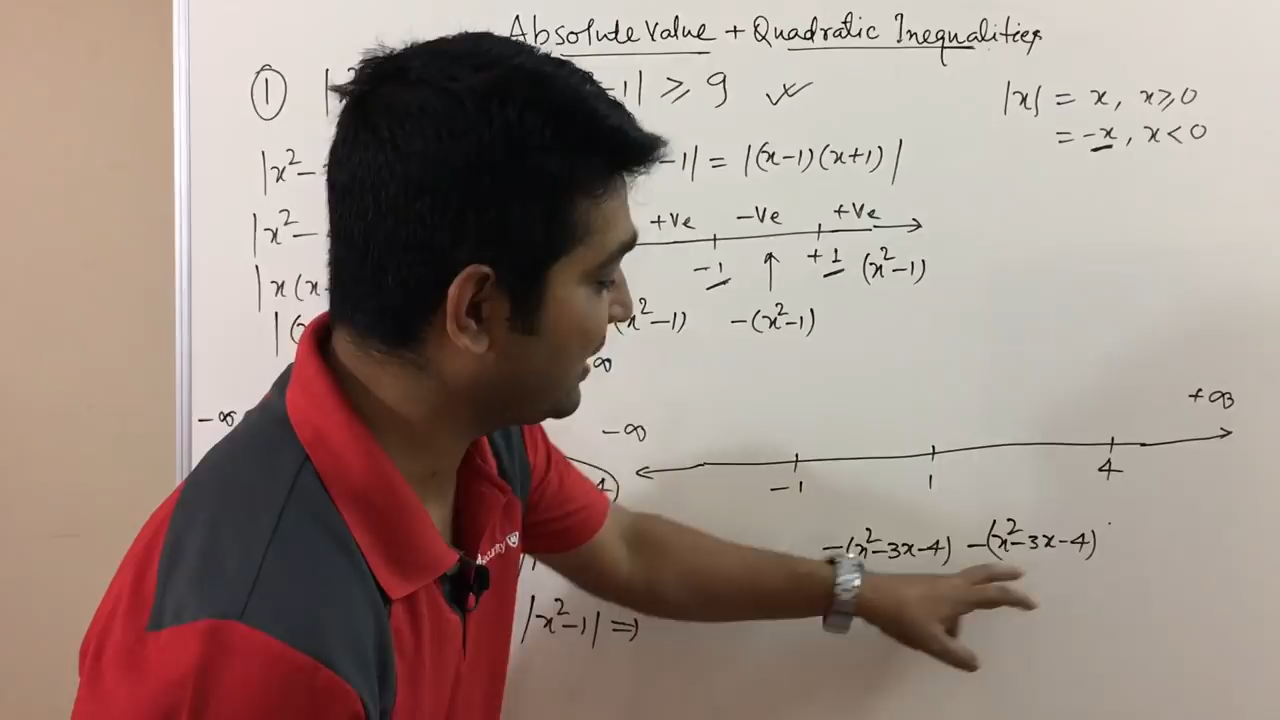 Absolute Value + Quadratic Inequalities
① | -1| ≥ 9
|x| = x, x≥0
= -x, x<0
|x²- -1| = |(x-1)(x+1)|
|x²- +ve -ve +ve
-1 +1 (x²-1)
|x(x
|( (x²-1) -(x²-1)
∞
-∞ -∞ +∞
-1 1 4
-(x²-3x-4) -(x²-3x-4)
|x²-1| ⇒